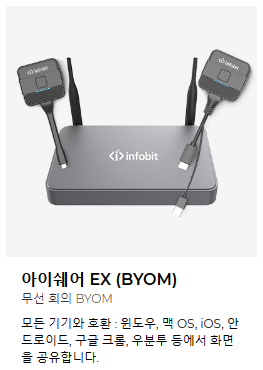 infobit
infobit
infobit
아이쉐어 EX (BYOM)
무선 회의 BYOM
모든 기기와 호환 : 윈도우, 맥 OS, iOS, 안
드로이드, 구글 크롬, 우분투 등에서 화면
을 공유합니다.